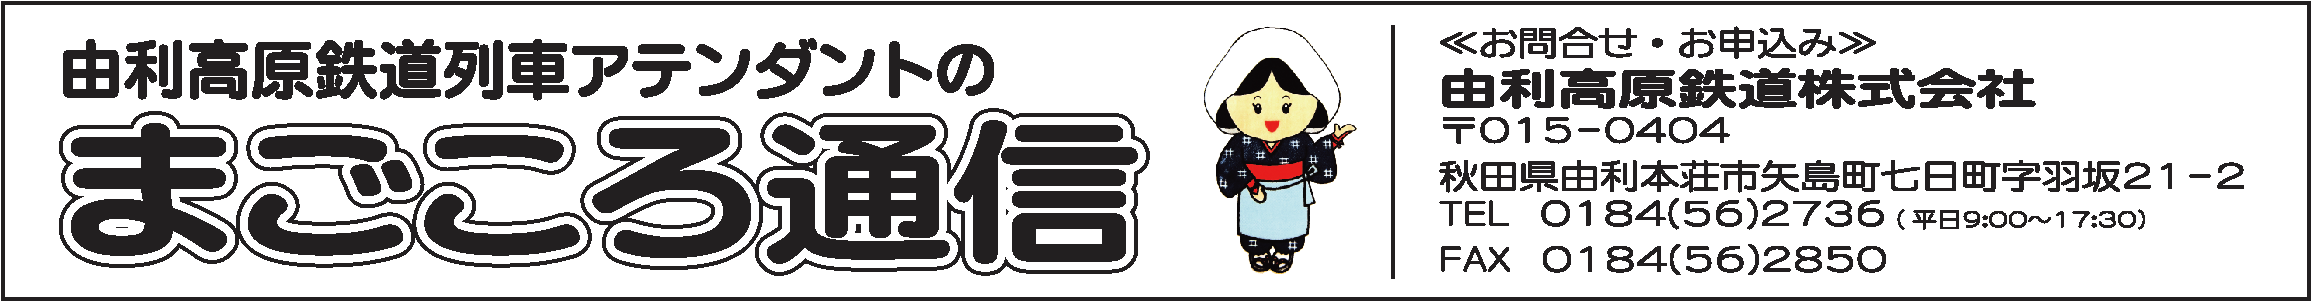 由利高原鉄道列車アテンダントの
まごころ通信
≪お問合せ・お申込み≫
由利高原鉄道株式会社
〒015-0404
秋田県由利本荘市矢島町七日町字羽坂21-2
TEL 0184(56)2736(平日9:00～17:30)
FAX 0184(56)2850